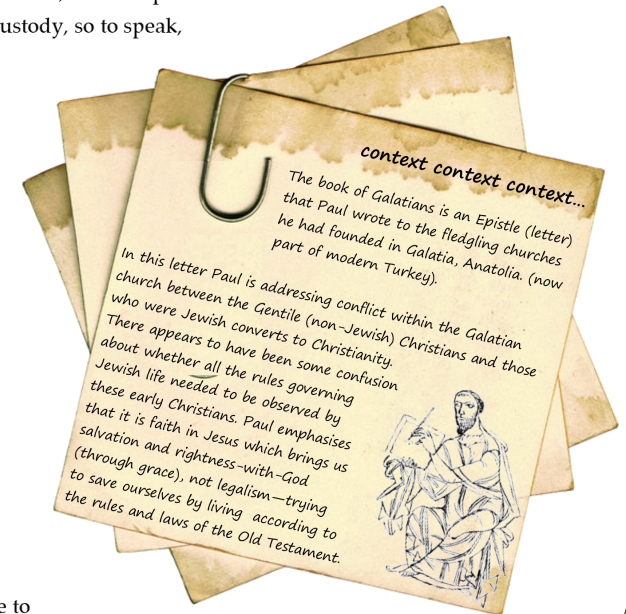 ustody, so to speak,
context context context...
The book of Galatians is an Epistle (letter)
that Paul wrote to the fledgling churches
he had founded in Galatia, Anatolia. (now
part of modern Turkey).
In this letter Paul is addressing conflict within the Galatian
church between the Gentile (non-Jewish) Christians and those
who were Jewish converts to Christianity.
There appears to have been some confusion
about whether all the rules governing
Jewish life needed to be observed by
these early Christians. Paul emphasises
that it is faith in Jesus which brings us
salvation and rightness-with-God
(through grace), not legalism—trying
to save ourselves by living according to
the rules and laws of the Old Testament.
e to